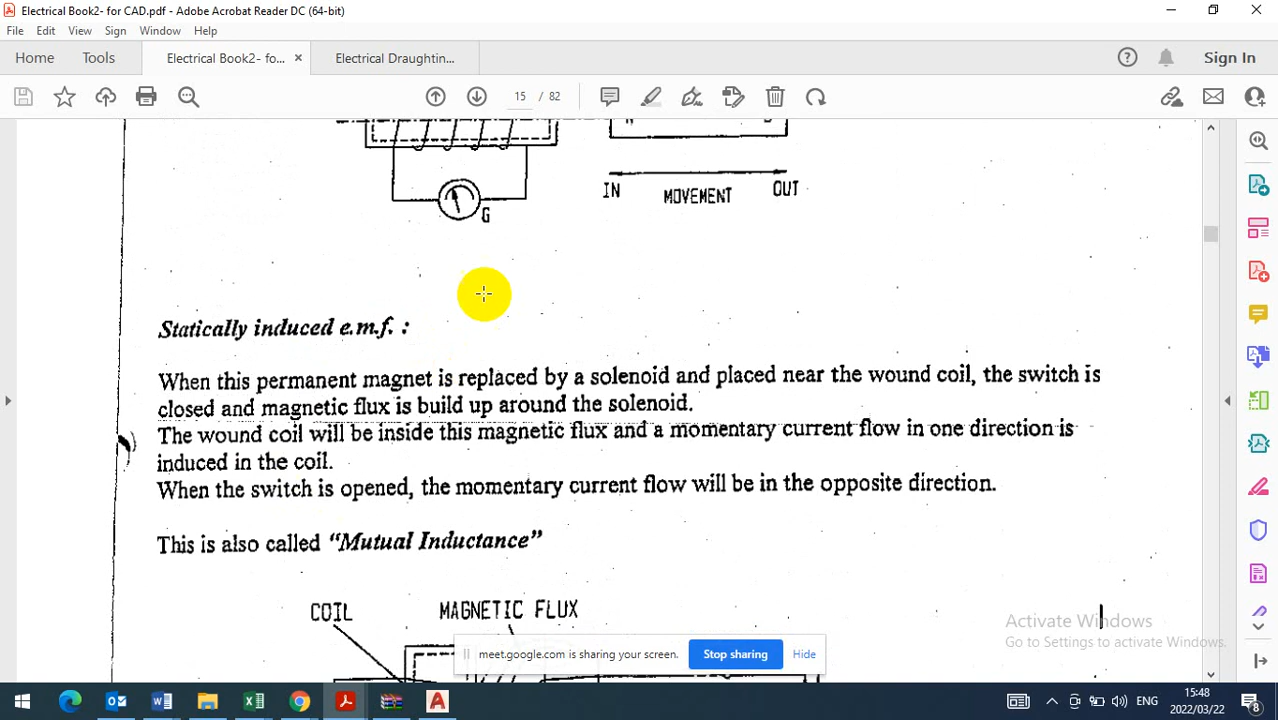 Electrical Book2- for CAD.pdf - Adobe Acrobat Reader DC (64-bit)
File Edit View Sign Window Help
Home Tools Electrical Book2- fo... × Electrical Draughtin... Sign In
15 / 82
G
IN MOVEMENT OUT
Statically induced e.m.f. :
When this permanent magnet is replaced by a solenoid and placed near the wound coil, the switch is
closed and magnetic flux is build up around the solenoid.
The wound coil will be inside this magnetic flux and a momentary current flow in one direction is
induced in the coil.
When the switch is opened, the momentary current flow will be in the opposite direction.
This is also called "Mutual Inductance"
COIL MAGNETIC FLUX
Activate Windows
Go to Settings to activate Windows.
meet.google.com is sharing your screen. Stop sharing Hide
ENG 15:48
2022/03/22 8